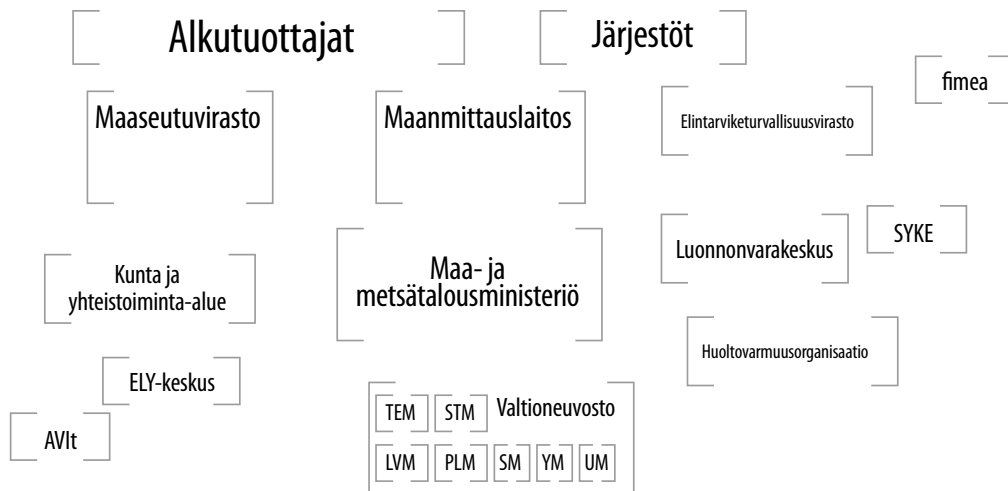 Alkutuottajat
Järjestöt
fimea
Maaseutuvirasto
Maanmittauslaitos
Elintarviketurvallisuusvirasto
Kunta ja
yhteistoiminta-alue
Maa- ja
metsätalousministeriö
Luonnonvarakeskus
SYKE
Huoltovarmuusorganisaatio
ELY-keskus
AVIt
TEM
STM
Valtioneuvosto
LVM
PLM
SM
YM
UM